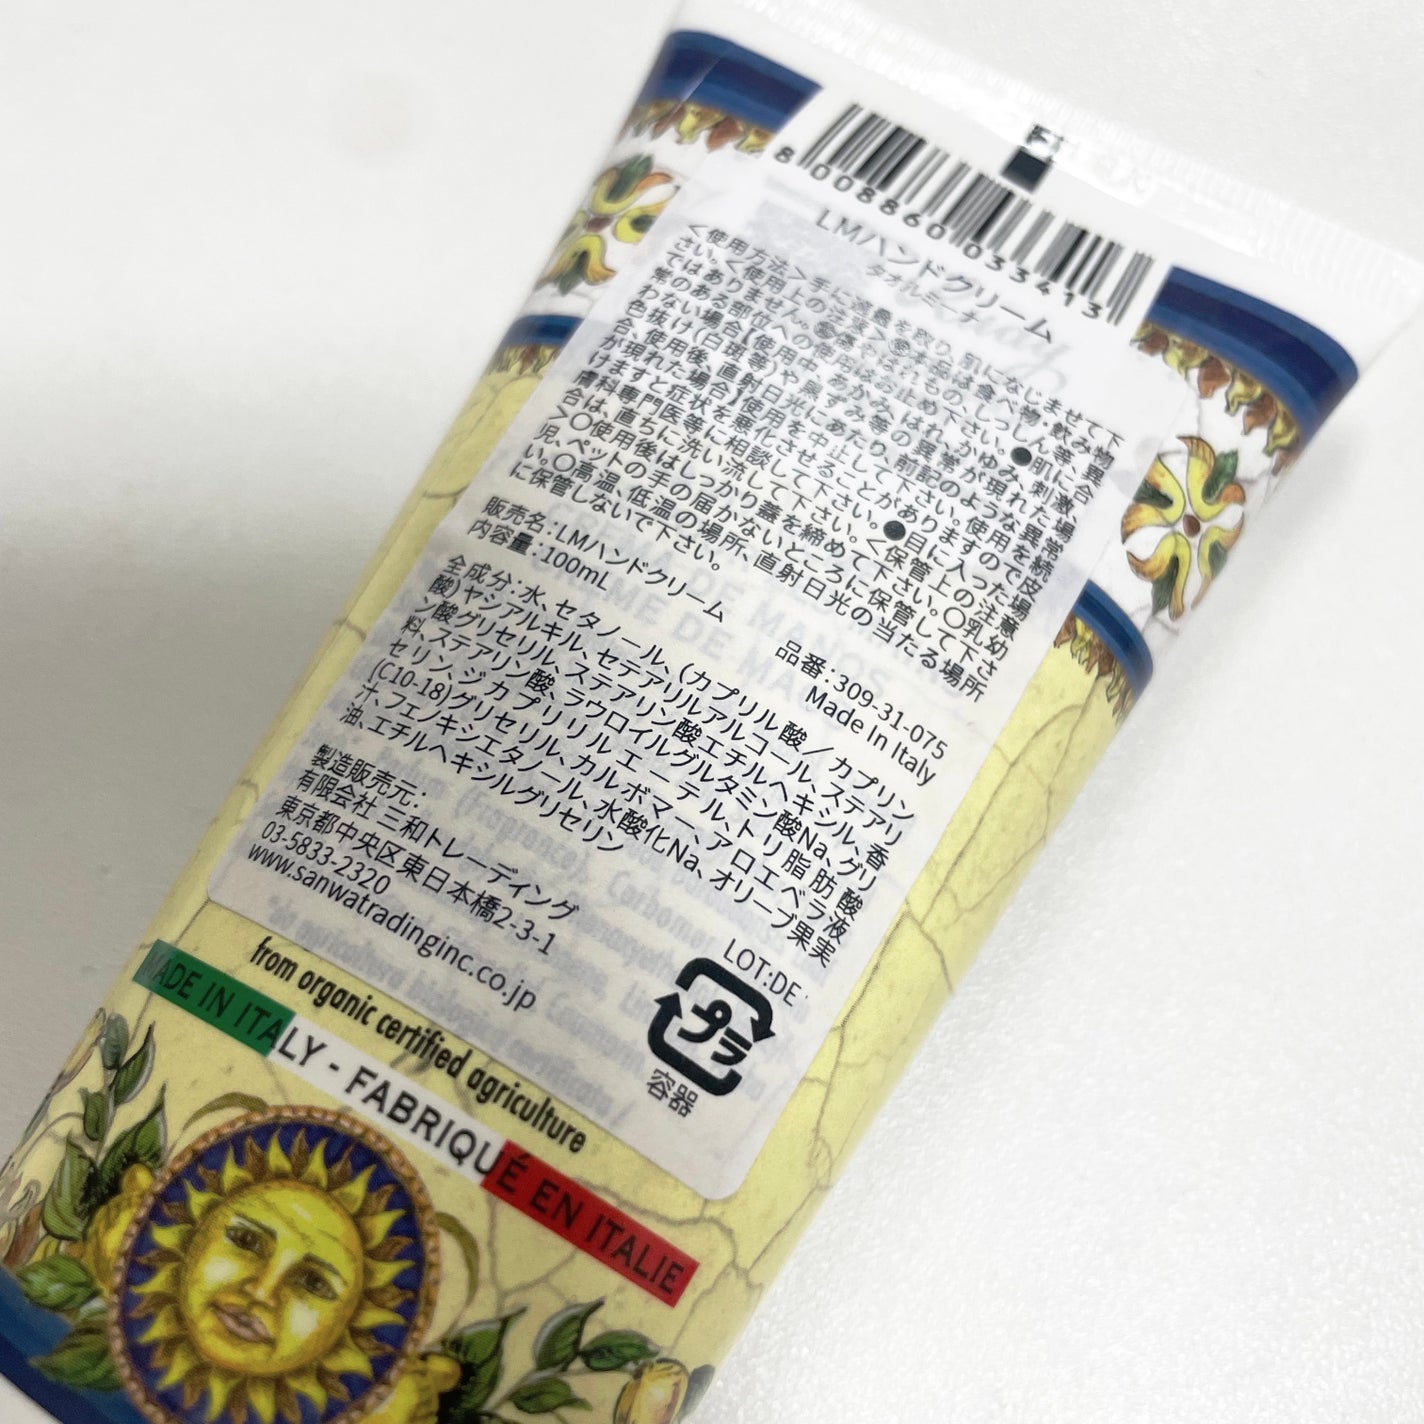 8 008860 033413
LMハンドクリーム
タオルミーナ
＜使用方法＞手に適量を取り、肌になじませて下
さい。＜使用上の注意＞●本品は食べ物・飲み物
ではありません。●傷、はれもの、しっしん等、異
常のある部位への使用はお止め下さい。●肌に合
わない場合【使用中、あかみ、はれ、かゆみ、刺激、
色抜け(白斑等)や黒ずみ等の異常が現れた場
合、使用後、直射日光にあたり、前記のような異常
が現れた場合】使用を中止して下さい。使用を続
けますと症状を悪化させることがありますので皮
膚科専門医等に相談して下さい。●目に入った場
合は、直ちに洗い流して下さい。＜保管上の注意
＞〇使用後はしっかり蓋を締めて下さい。〇乳幼
児、ペットの手の届かないところに保管して下さ
い。〇高温、低温の場所、直射日光の当たる場所
に保管しないで下さい。
販売名：LMハンドクリーム
内容量：100mL
品番：309-31-075
Made in Italy
全成分：水、セタノール、(カプリル酸／カプリン
酸)ヤシアルキル、セテアリルアルコール、ステアリ
ン酸グリセリル、ステアリン酸エチルヘキシル、香
料、ステアリン酸、ラウロイルグルタミン酸Na、グリ
セリン、ジカプリリルエーテル、トリ脂肪酸
(C10-18)グリセリル、カルボマー、アロエベラ液
汁、フェノキシエタノール、水酸化Na、オリーブ果実
油、エチルヘキシルグリセリン
製造販売元：
有限会社 三和トレーディング
東京都中央区東日本橋2-3-1
03-5833-2320
www.sanwatradinginc.co.jp
LOT:DE
プラ
容器
from organic certified agriculture
MADE IN ITALY - FABRIQUÉ EN ITALIE